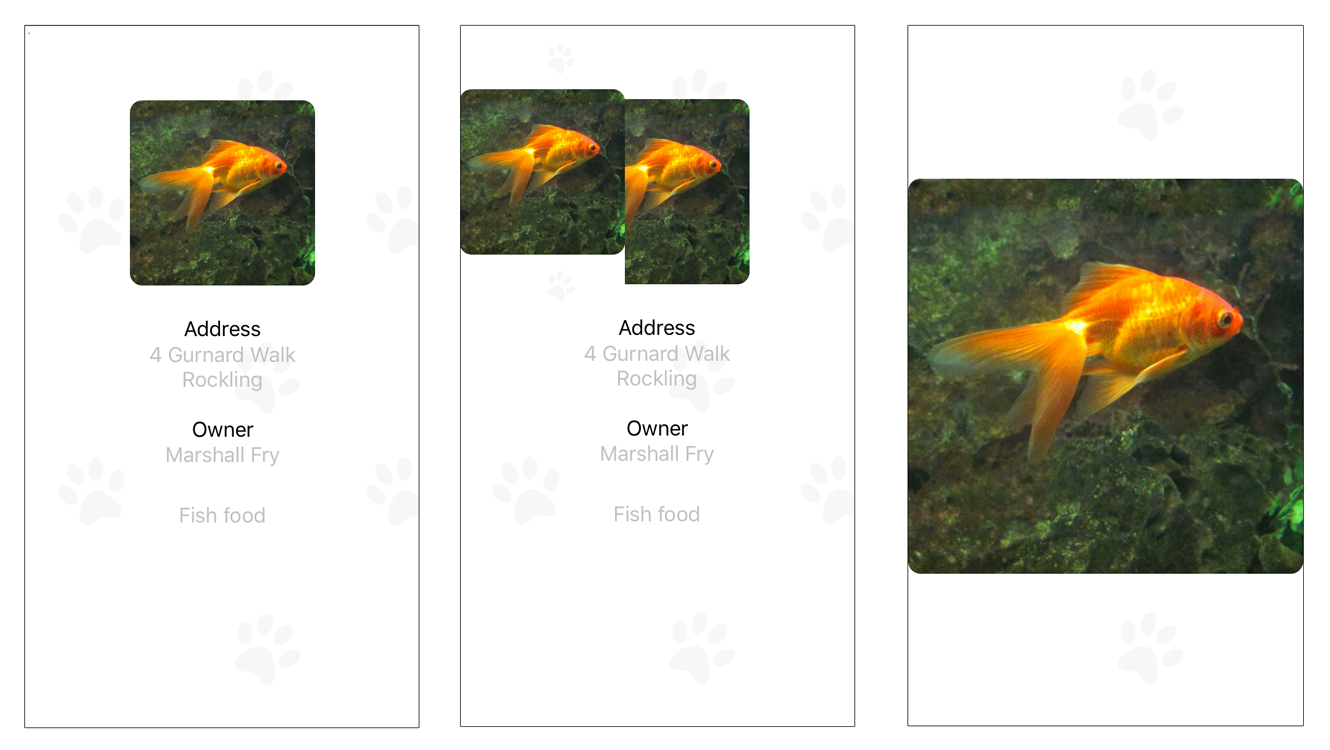 Address
4 Gurnard Walk
Rockling
Owner
Marshall Fry
Fish food
Address
4 Gurnard Walk
Rockling
Owner
Marshall Fry
Fish food